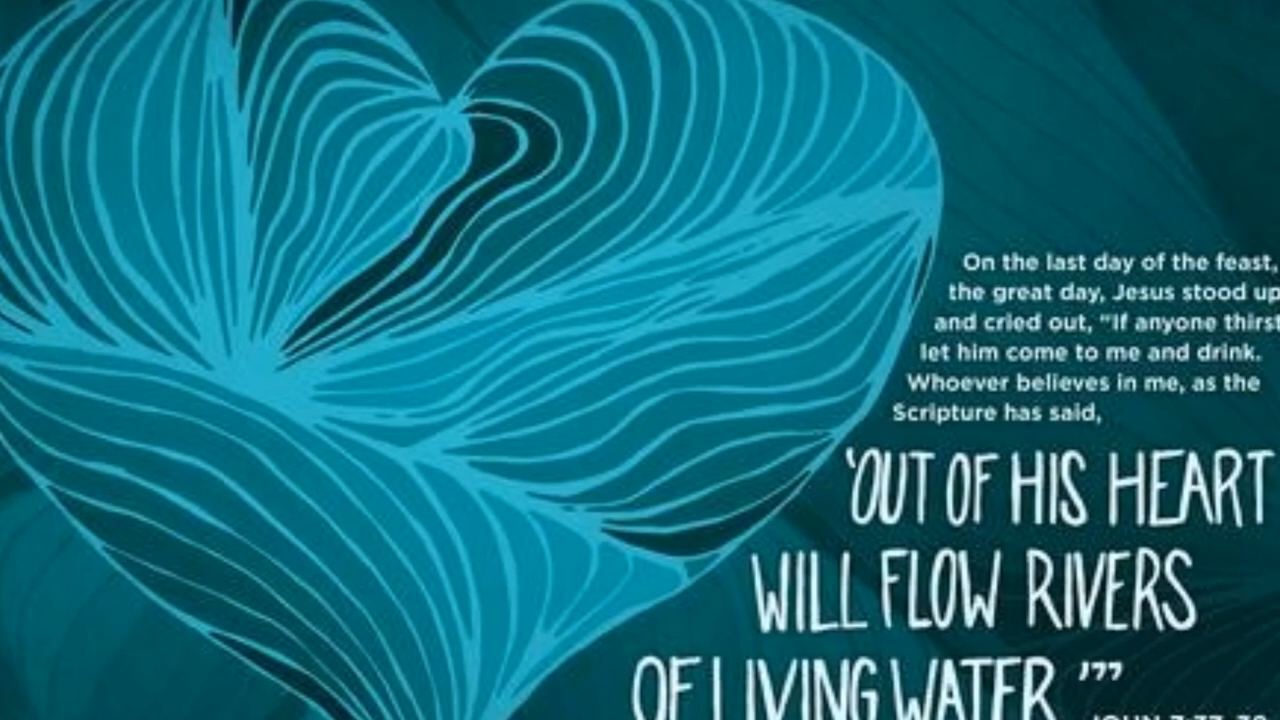 On the last day of the feast,
the great day, Jesus stood up
and cried out, “If anyone thirst
let him come to me and drink.
Whoever believes in me, as the
Scripture has said,
‘OUT OF HIS HEART
WILL FLOW RIVERS
OF LIVING WATER.’”